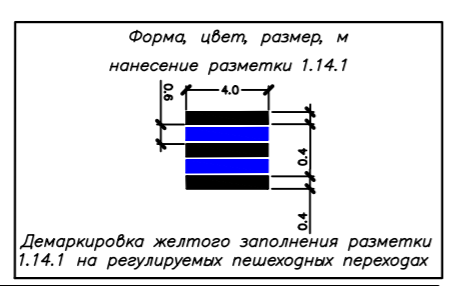 Форма, цвет, размер, м
нанесение разметки 1.14.1
0.6
4.0
0.4
0.4
Демаркировка желтого заполнения разметки
1.14.1 на регулируемых пешеходных переходах